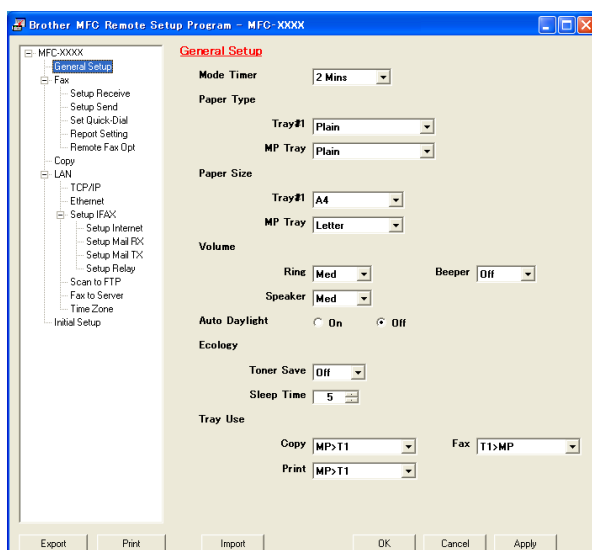 Brother MFC Remote Setup Program - MFC-XXXX
MFC-XXXX
General Setup
Fax
Setup Receive
Setup Send
Set Quick-Dial
Report Setting
Remote Fax Opt
Copy
LAN
TCP/IP
Ethernet
Setup IFAX
Setup Internet
Setup Mail RX
Setup Mail TX
Setup Relay
Scan to FTP
Fax to Server
Time Zone
Initial Setup
General Setup
Mode Timer 2 Mins
Paper Type
Tray#1 Plain
MP Tray Plain
Paper Size
Tray#1 A4
MP Tray Letter
Volume
Ring Med Beeper Off
Speaker Med
Auto Daylight On Off
Ecology
Toner Save Off
Sleep Time 5
Tray Use
Copy MP>T1 Fax T1>MP
Print MP>T1
Export Print Import OK Cancel Apply